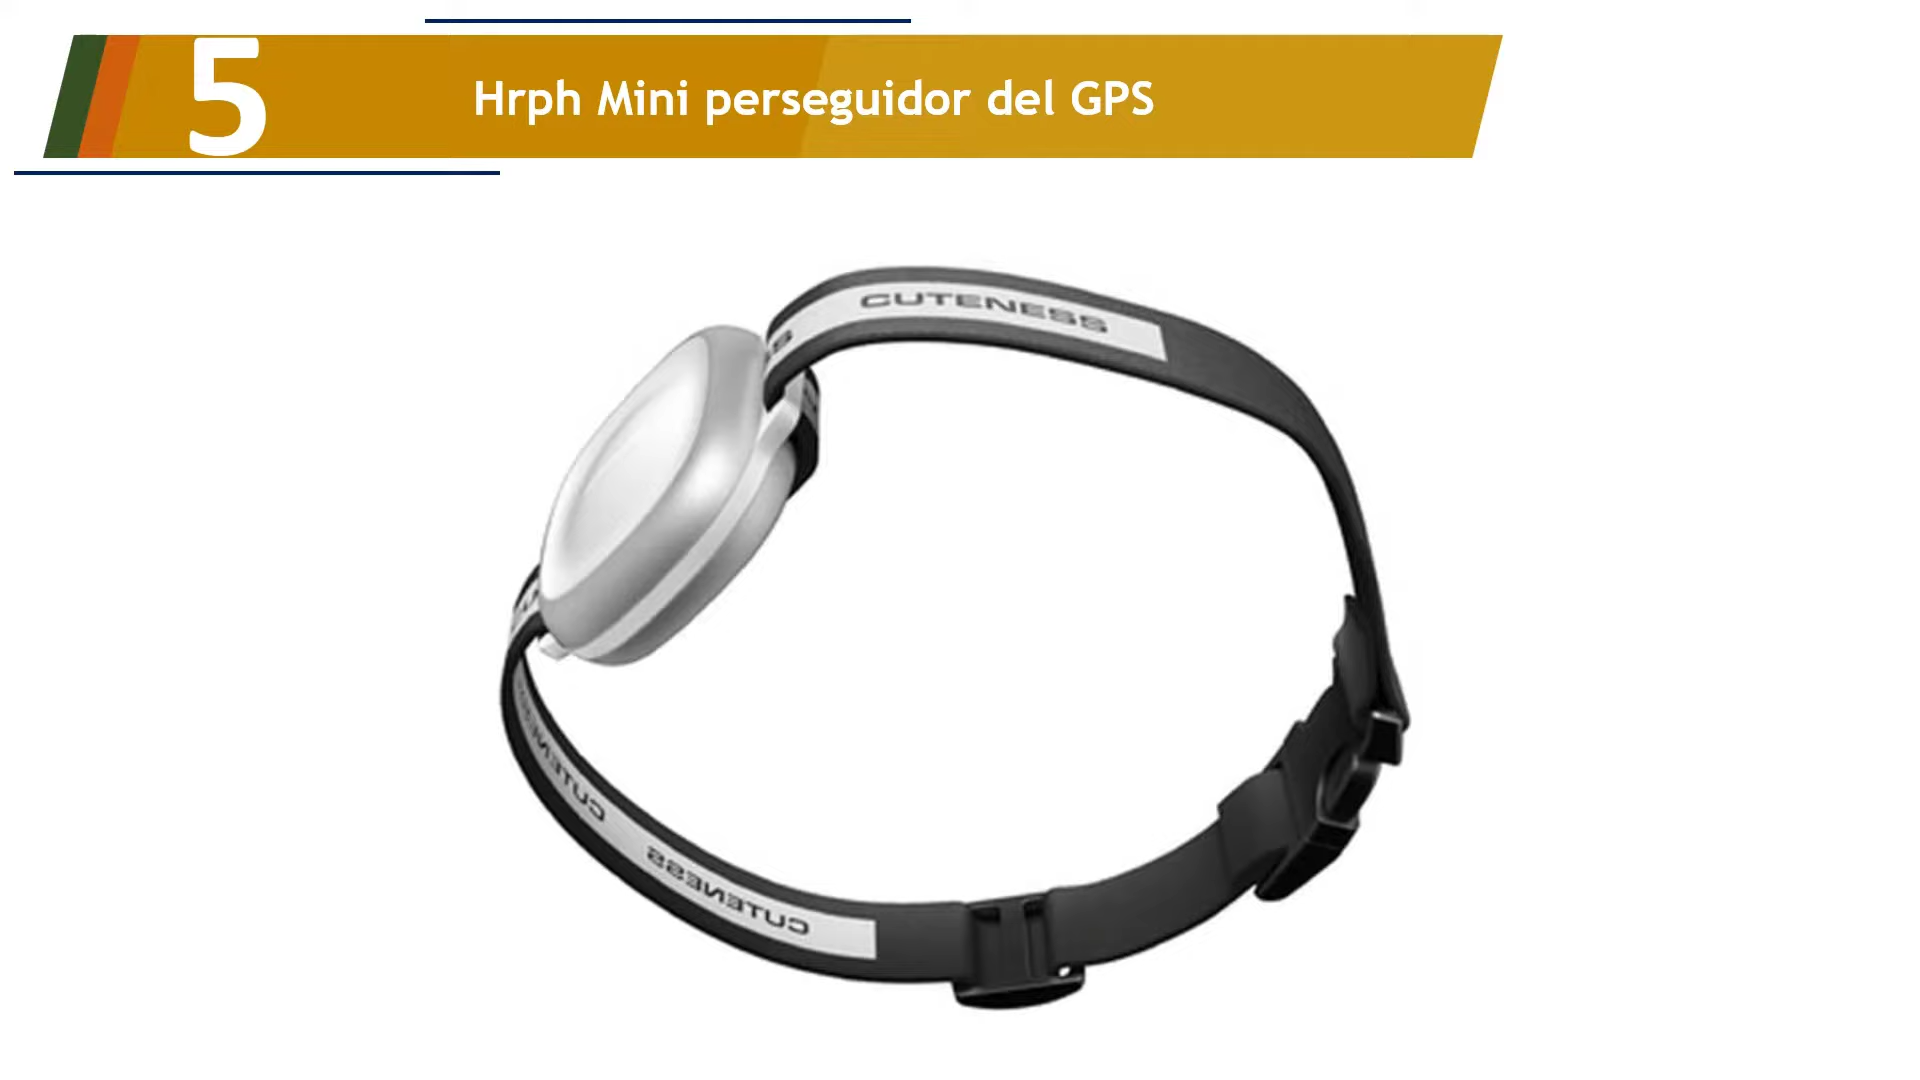 5
Hrph Mini perseguidor del GPS
CUTENESS
CUTENESS
CUTENESS